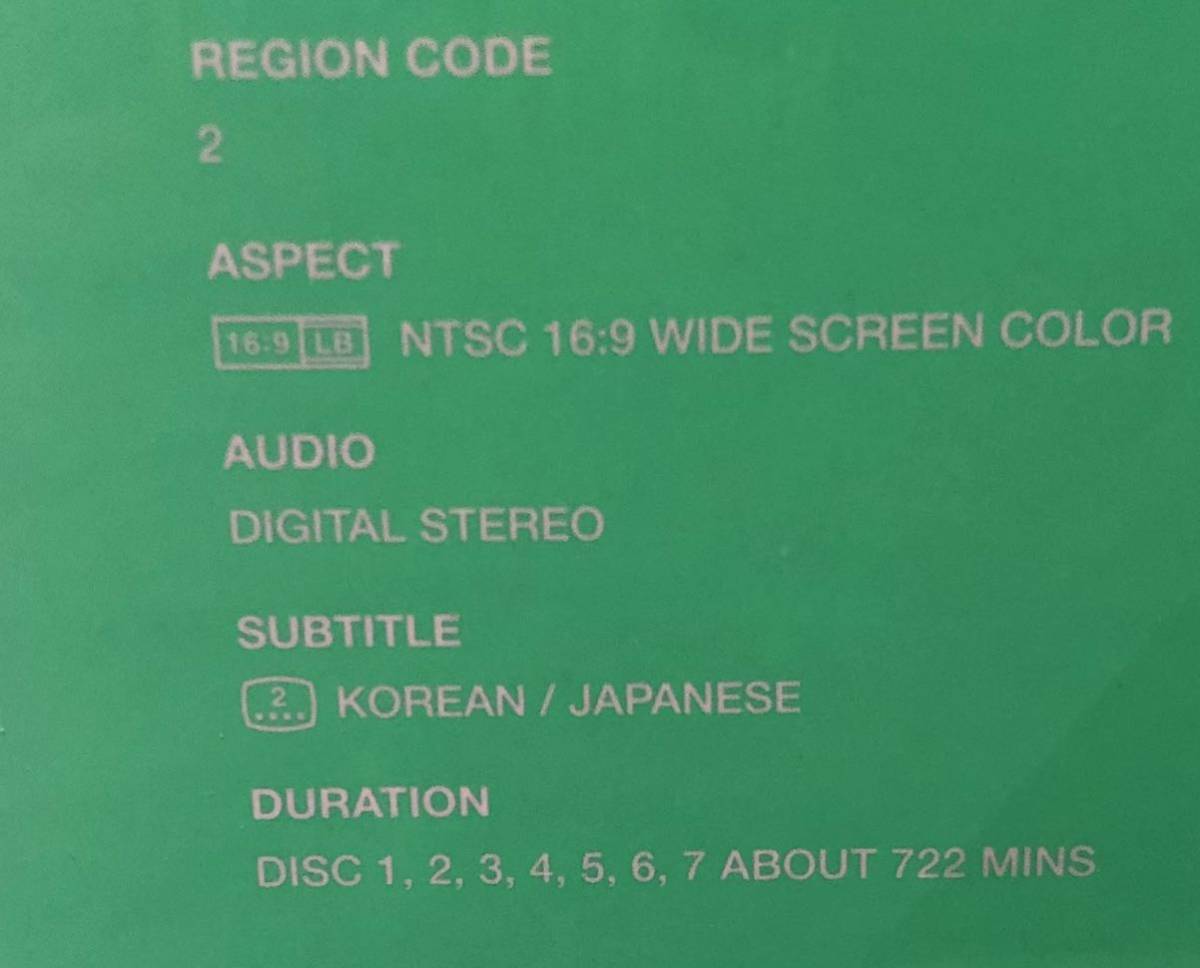 REGION CODE
2
ASPECT
16:9 LB NTSC 16:9 WIDE SCREEN COLOR
AUDIO
DIGITAL STEREO
SUBTITLE
2 KOREAN / JAPANESE
DURATION
DISC 1, 2, 3, 4, 5, 6, 7 ABOUT 722 MINS